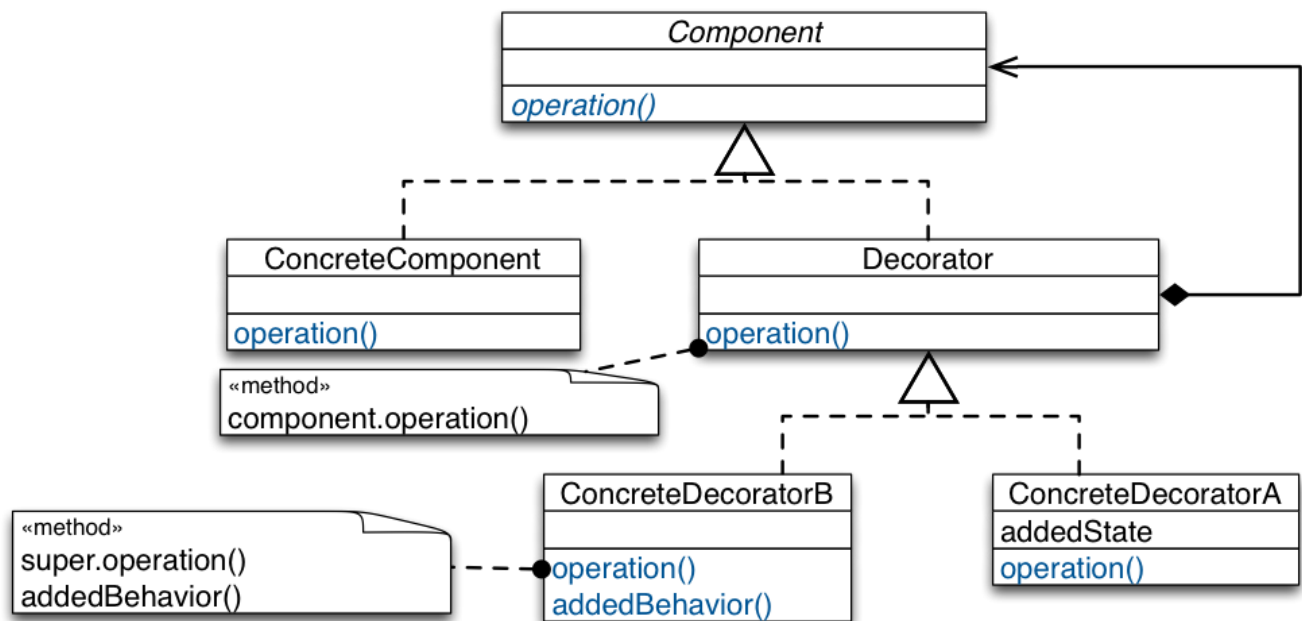 Component
operation()
ConcreteComponent
operation()
Decorator
operation()
«method»
component.operation()
ConcreteDecoratorB
operation()
addedBehavior()
ConcreteDecoratorA
addedState
operation()
«method»
super.operation()
addedBehavior()